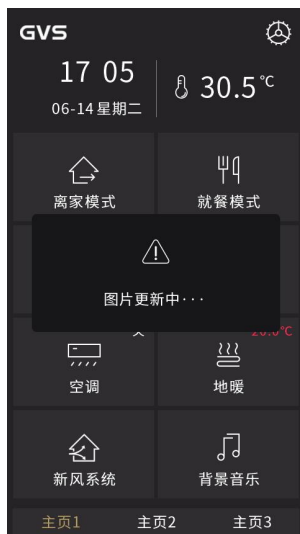 GVS
17 05
06-14 星期二
30.5℃
离家模式
就餐模式
图片更新中···
空调
地暖
新风系统
背景音乐
主页1
主页2
主页3